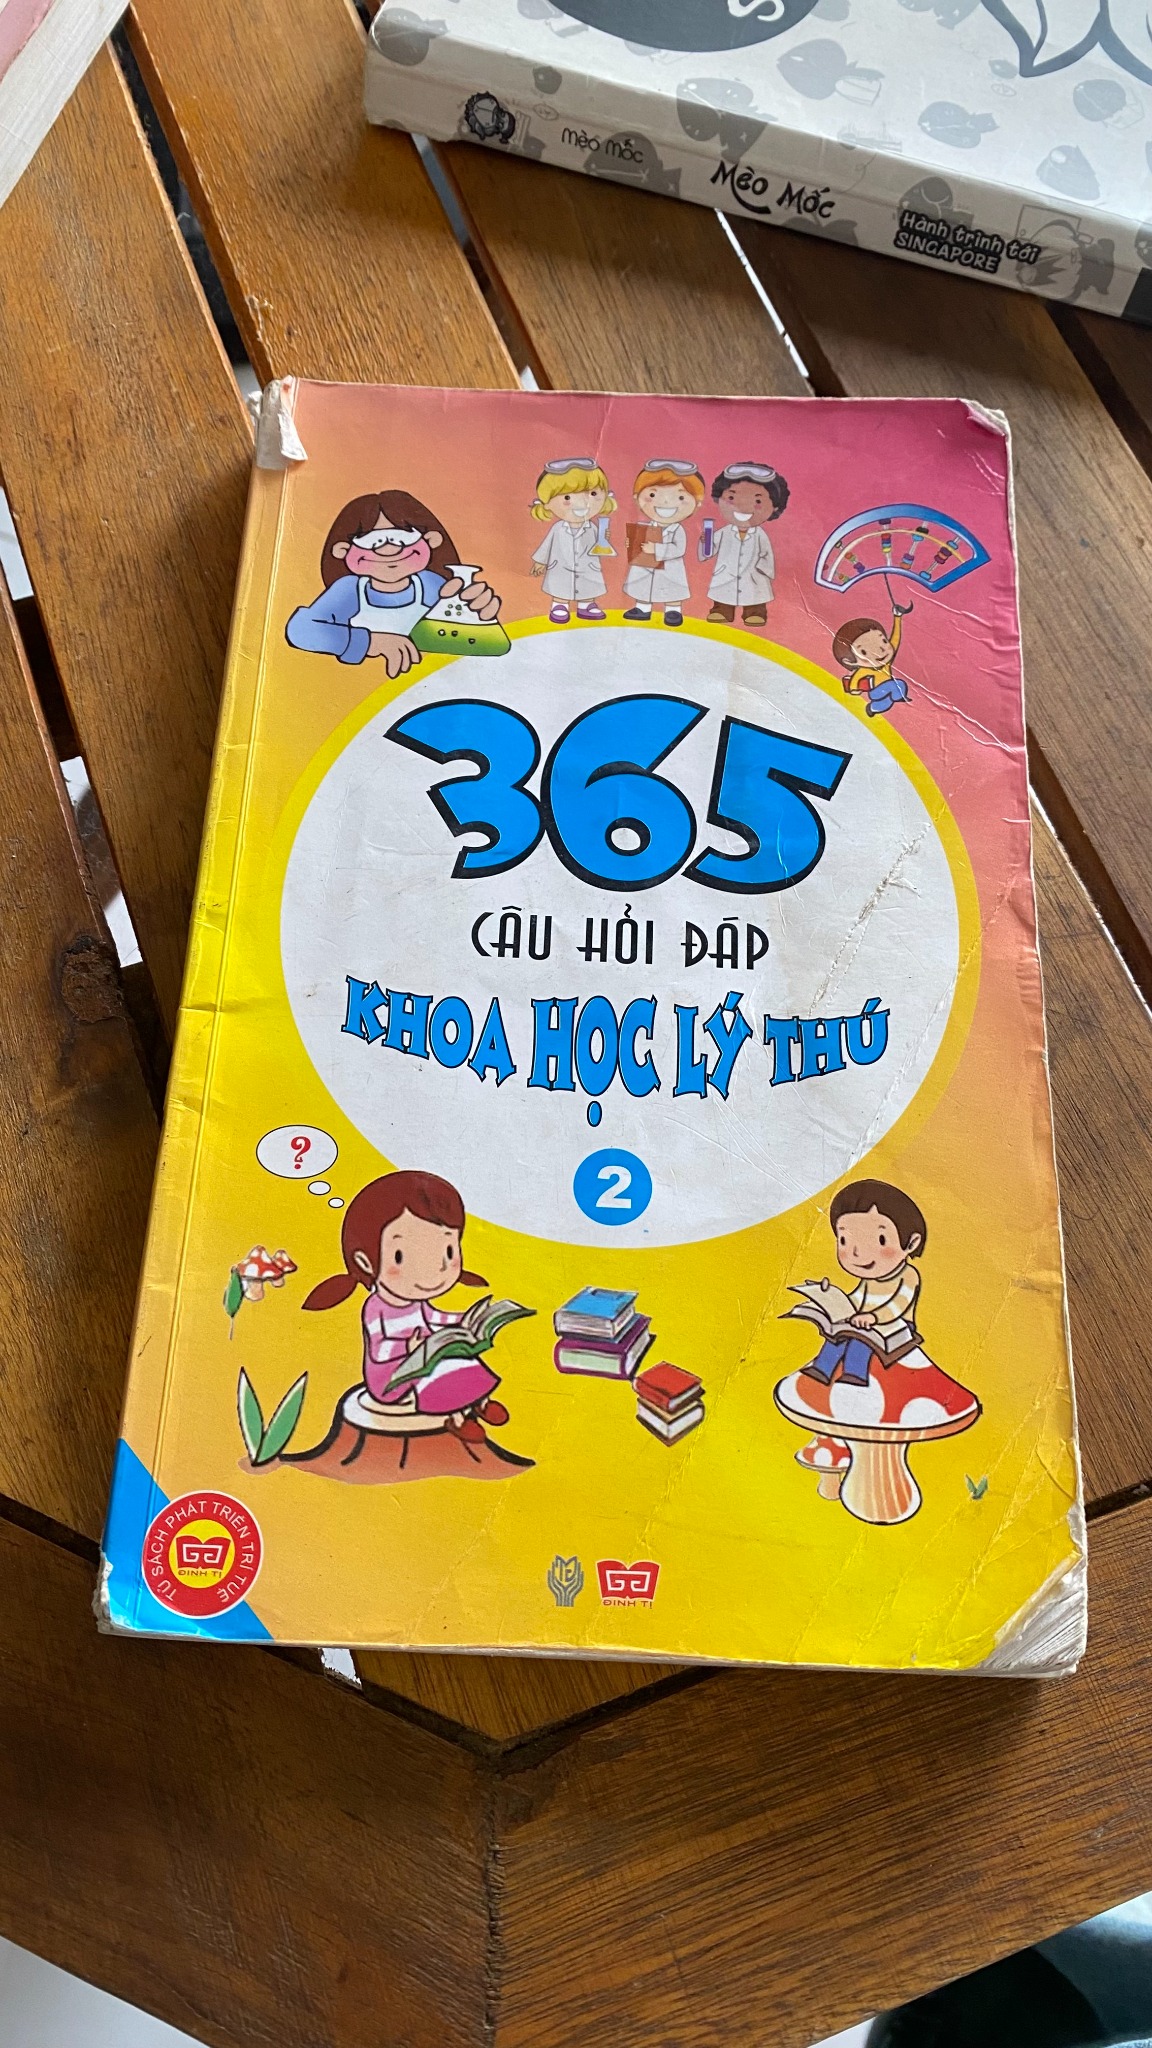 S
Mèo Mốc
Mèo Mốc
Hành trình tới
SINGAPORE
365
CÂU HỎI ĐÁP
KHOA HỌC LÝ THÚ
2
?
TỦ SÁCH PHÁT TRIỂN TRÍ TUỆ
ĐINH TỊ
ĐINH TỊ